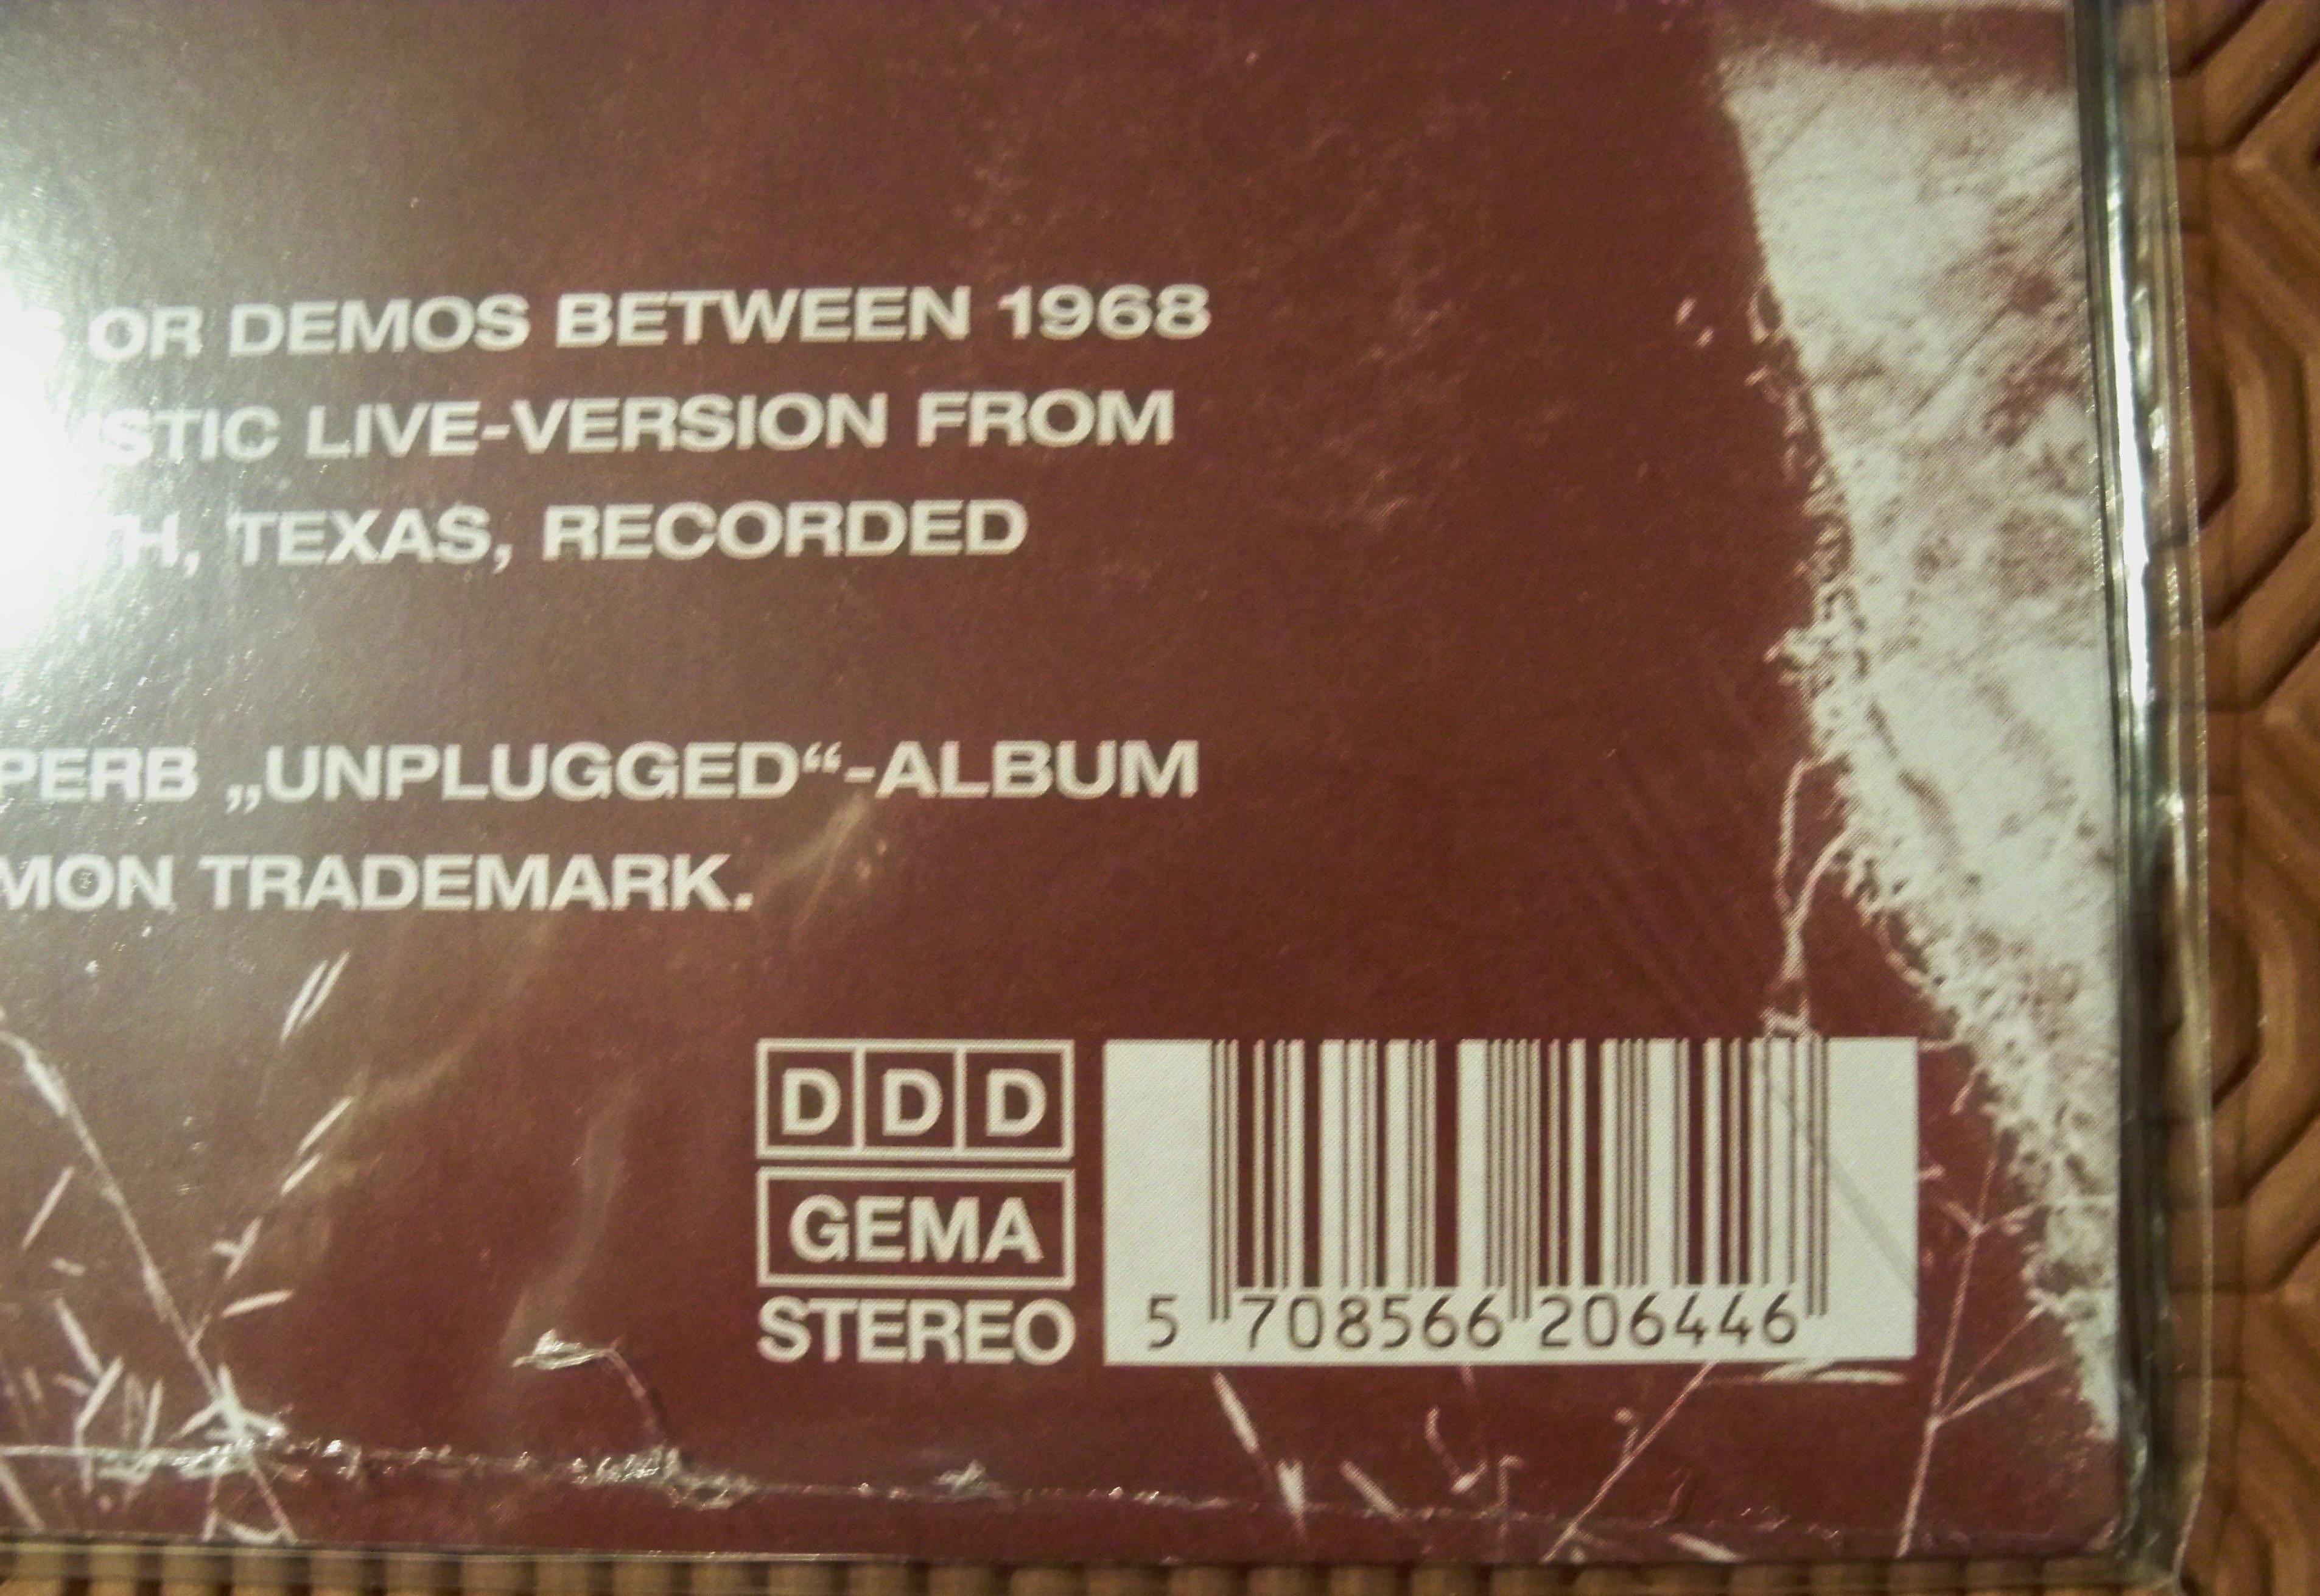 OR DEMOS BETWEEN 1968
LIVE-VERSION FROM
TEXAS, RECORDED
„UNPLUGGED“-ALBUM
TRADEMARK.
D D D
GEMA
STEREO
5 708566 206446